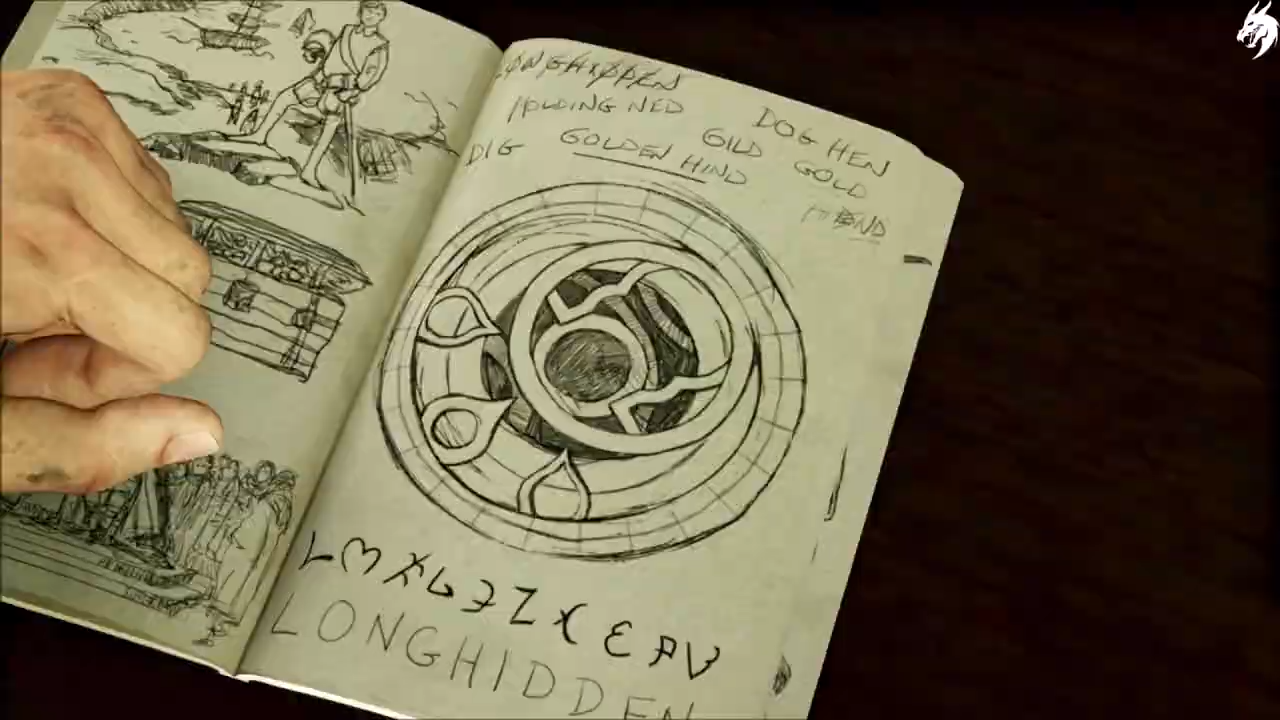 LONGHIDDEN
HOLDING NED
DOG HEN
DIG GOLDEN HIND
GILD GOLD
HIND
LONGHIDDEN